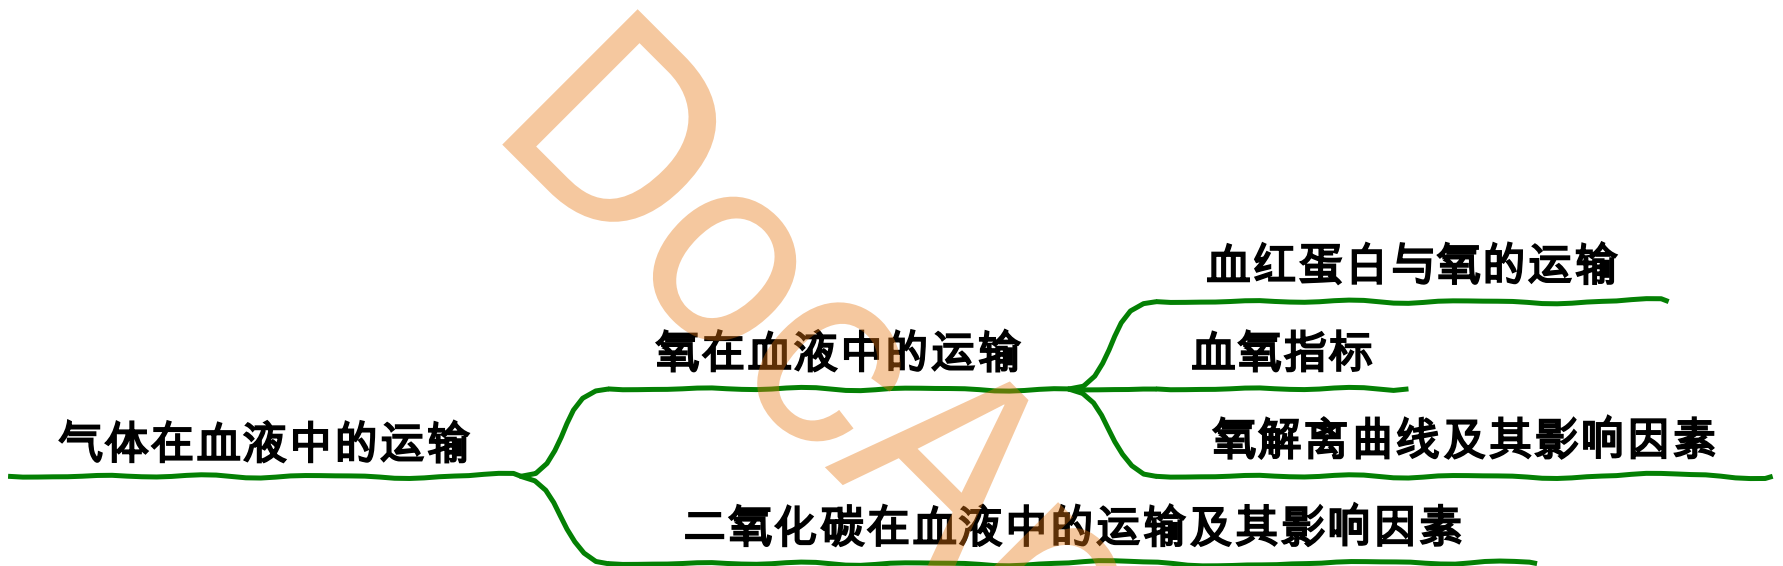 血红蛋白与氧的运输
氧在血液中的运输
血氧指标
气体在血液中的运输
氧解离曲线及其影响因素
二氧化碳在血液中的运输及其影响因素